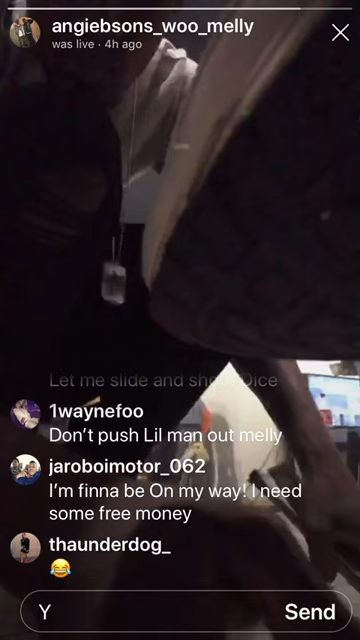 angiebsons_woo_melly
was live · 4h ago
Let me slide and shoot Dice
1waynefoo
Don't push Lil man out melly
jaroboimotor_062
I'm finna be On my way! I need
some free money
thaunderdog_
😂
Y
Send